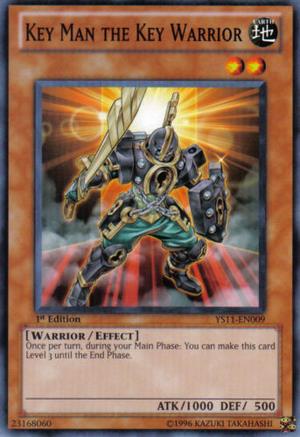 KEY MAN THE KEY WARRIOR
EARTH
地
1st Edition
YS11-EN009
[WARRIOR / EFFECT]
Once per turn, during your Main Phase: You can make this card
Level 3 until the End Phase.
ATK/1000 DEF/ 500
23168060
©1996 KAZUKI TAKAHASHI